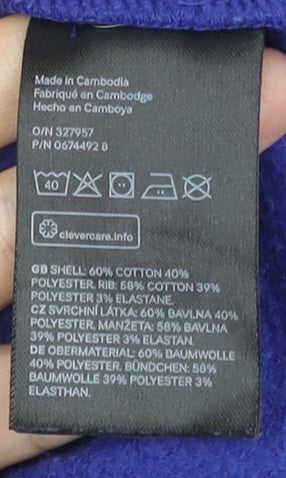 Made in Cambodia
Fabriqué en Cambodge
Hecho en Camboya
O/N 327957
P/N 0674492 8
40
clevercare.info
GB SHELL: 60% COTTON 40%
POLYESTER. RIB: 58% COTTON 39%
POLYESTER 3% ELASTANE.
CZ SVRCHNÍ LÁTKA: 60% BAVLNA 40%
POLYESTER. MANŽETA: 58% BAVLNA
39% POLYESTER 3% ELASTAN.
DE OBERMATERIAL: 60% BAUMWOLLE
40% POLYESTER. BÜNDCHEN: 58%
BAUMWOLLE 39% POLYESTER 3%
ELASTHAN.